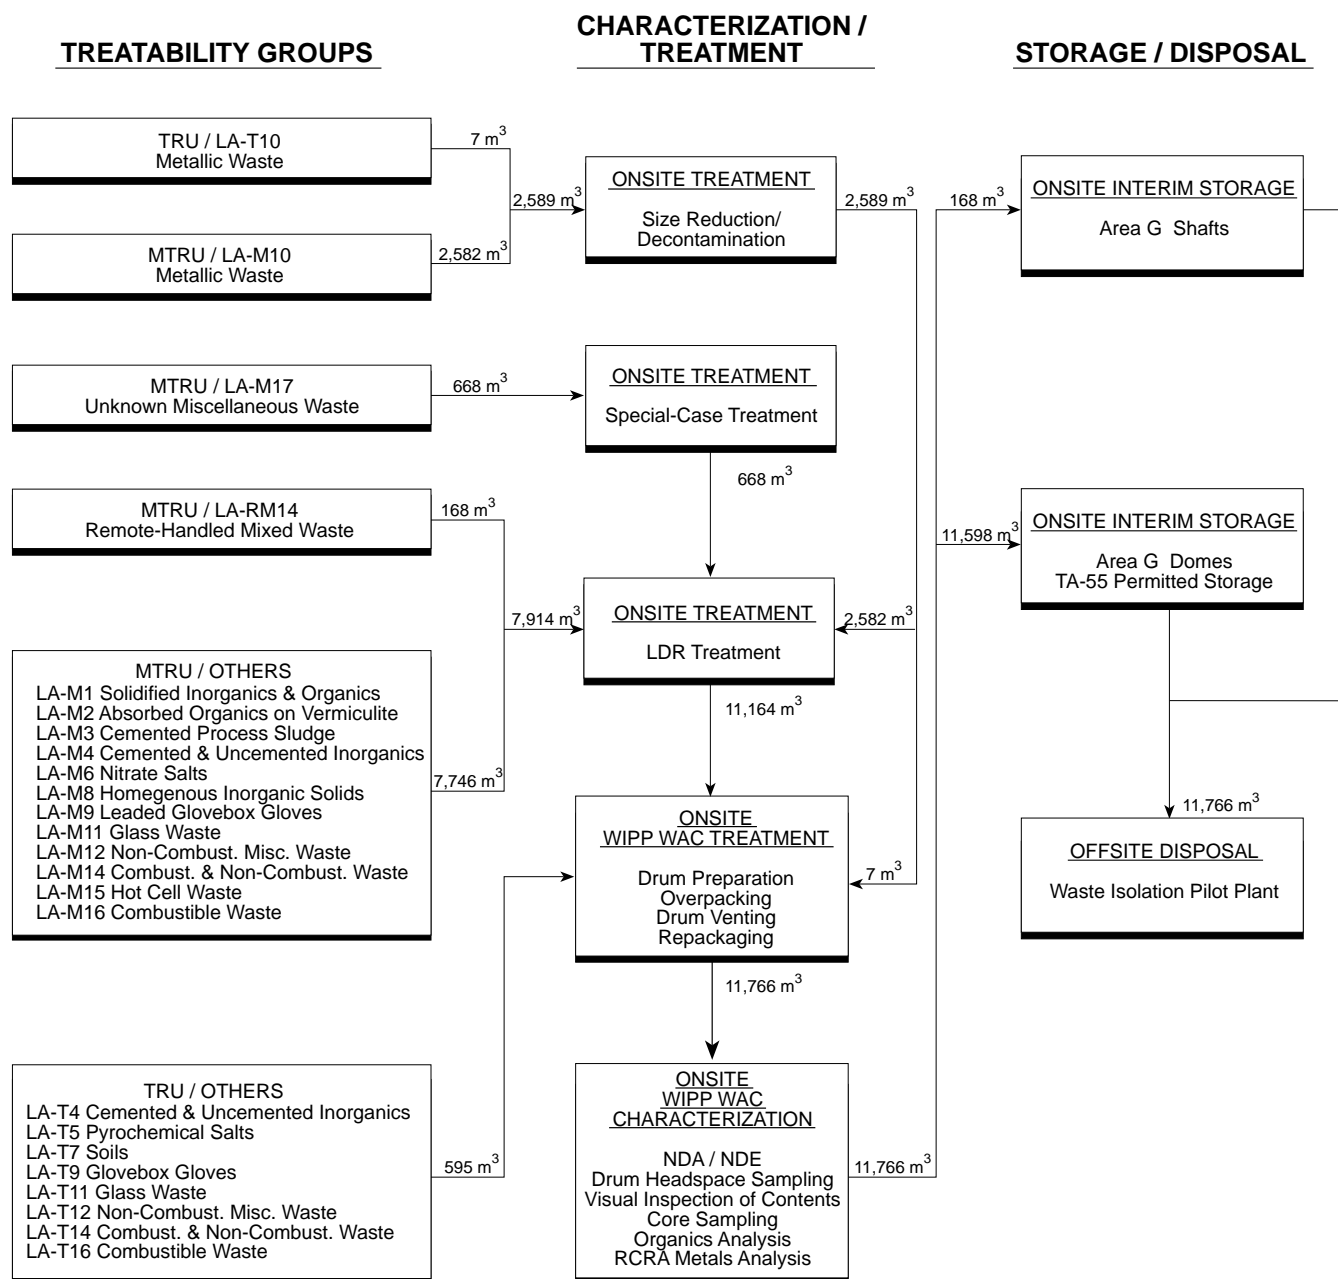 TREATABILITY GROUPS
CHARACTERIZATION /
TREATMENT
STORAGE / DISPOSAL
TRU / LA-T10
Metallic Waste
7 m3
MTRU / LA-M10
Metallic Waste
2,582 m3
2,589 m3
ONSITE TREATMENT
Size Reduction/
Decontamination
2,589 m3
168 m3
ONSITE INTERIM STORAGE
Area G Shafts
MTRU / LA-M17
Unknown Miscellaneous Waste
668 m3
ONSITE TREATMENT
Special-Case Treatment
668 m3
MTRU / LA-RM14
Remote-Handled Mixed Waste
168 m3
11,598 m3
ONSITE INTERIM STORAGE
Area G Domes
TA-55 Permitted Storage
7,914 m3
ONSITE TREATMENT
LDR Treatment
2,582 m3
11,164 m3
MTRU / OTHERS
LA-M1 Solidified Inorganics & Organics
LA-M2 Absorbed Organics on Vermiculite
LA-M3 Cemented Process Sludge
LA-M4 Cemented & Uncemented Inorganics
LA-M6 Nitrate Salts
LA-M8 Homegenous Inorganic Solids
LA-M9 Leaded Glovebox Gloves
LA-M11 Glass Waste
LA-M12 Non-Combust. Misc. Waste
LA-M14 Combust. & Non-Combust. Waste
LA-M15 Hot Cell Waste
LA-M16 Combustible Waste
7,746 m3
ONSITE
WIPP WAC TREATMENT
Drum Preparation
Overpacking
Drum Venting
Repackaging
7 m3
11,766 m3
11,766 m3
OFFSITE DISPOSAL
Waste Isolation Pilot Plant
TRU / OTHERS
LA-T4 Cemented & Uncemented Inorganics
LA-T5 Pyrochemical Salts
LA-T7 Soils
LA-T9 Glovebox Gloves
LA-T11 Glass Waste
LA-T12 Non-Combust. Misc. Waste
LA-T14 Combust. & Non-Combust. Waste
LA-T16 Combustible Waste
595 m3
ONSITE
WIPP WAC
CHARACTERIZATION
NDA / NDE
Drum Headspace Sampling
Visual Inspection of Contents
Core Sampling
Organics Analysis
RCRA Metals Analysis
11,766 m3